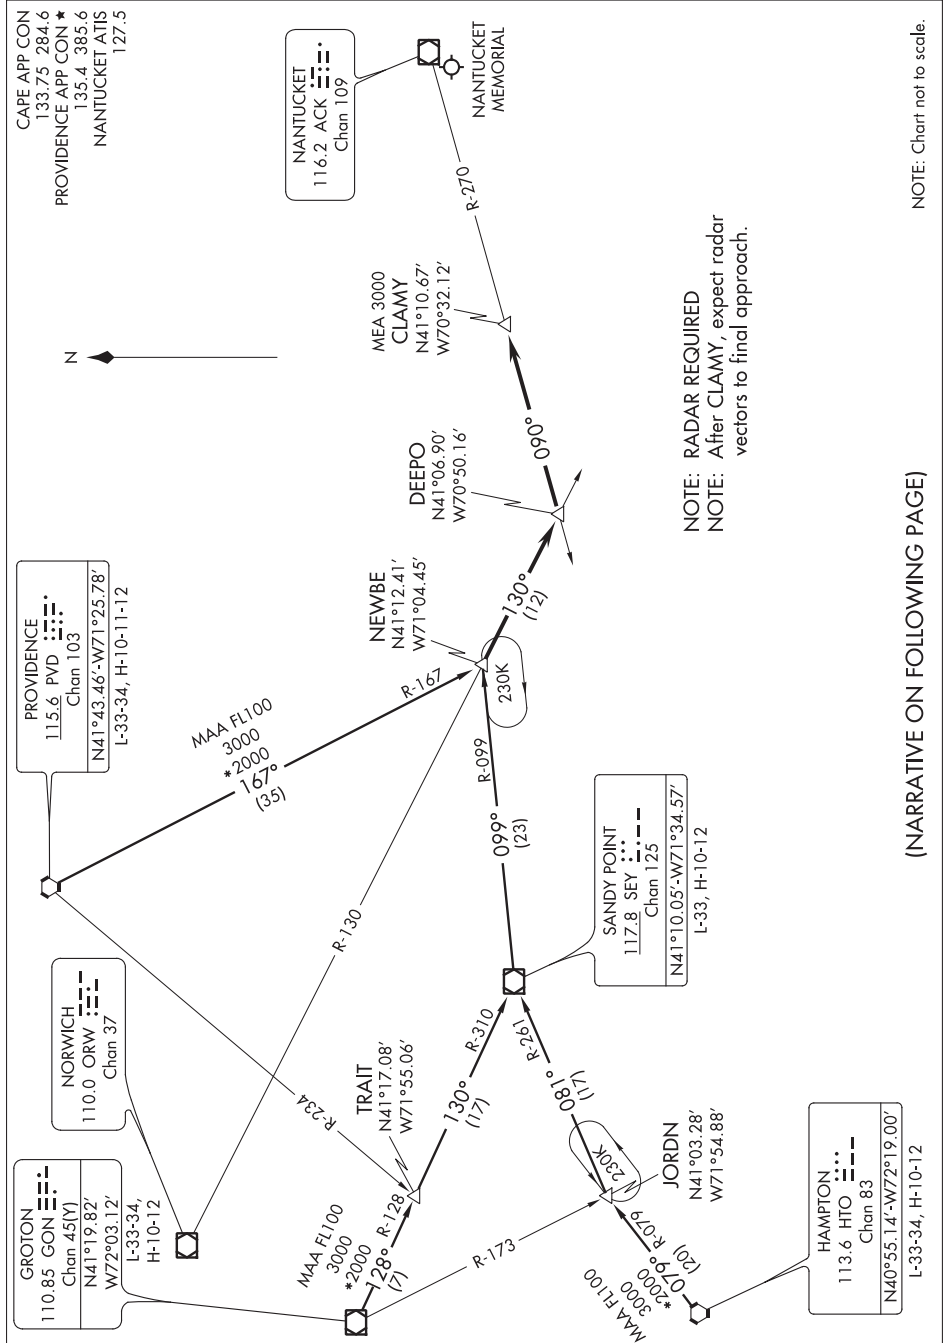 CAPE APP CON
133.75 284.6
PROVIDENCE APP CON ★
135.4 385.6
NANTUCKET ATIS
127.5
NANTUCKET
116.2 ACK
Chan 109
NANTUCKET
MEMORIAL
R-270
MEA 3000
CLAMY
N41°10.67′
W70°32.12′
N
090°
DEEPO
N41°06.90′
W70°50.16′
130°
(12)
NEWBE
N41°12.41′
W71°04.45′
230K
PROVIDENCE
115.6 PVD
Chan 103
N41°43.46′-W71°25.78′
L-33-34, H-10-11-12
MAA FL100
3000
*2000
167°
(35)
R-167
R-099
099°
(23)
R-130
SANDY POINT
117.8 SEY
Chan 125
N41°10.05′-W71°34.57′
L-33, H-10-12
NORWICH
110.0 ORW
Chan 37
R-234
TRAIT
N41°17.08′
W71°55.06′
R-310
130°
(17)
R-261
081°
(17)
230K
JORDN
N41°03.28′
W71°54.88′
GROTON
110.85 GON
Chan 45(Y)
N41°19.82′
W72°03.12′
L-33-34,
H-10-12
MAA FL100
3000
*2000
128°
(7)
R-128
R-173
R-079
079°
(20)
*2000
3000
MAA FL100
HAMPTON
113.6 HTO
Chan 83
N40°55.14′-W72°19.00′
L-33-34, H-10-12
NOTE: RADAR REQUIRED
NOTE: After CLAMY, expect radar
vectors to final approach.
(NARRATIVE ON FOLLOWING PAGE)
NOTE: Chart not to scale.